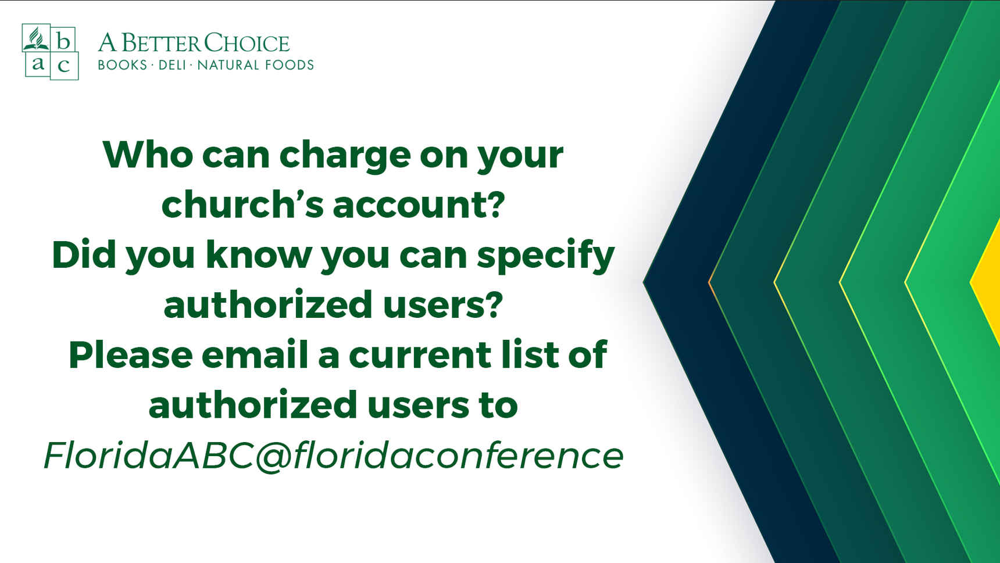 b
a c
A BETTER CHOICE
BOOKS · DELI · NATURAL FOODS
Who can charge on your
church’s account?
Did you know you can specify
authorized users?
Please email a current list of
authorized users to
FloridaABC@floridaconference